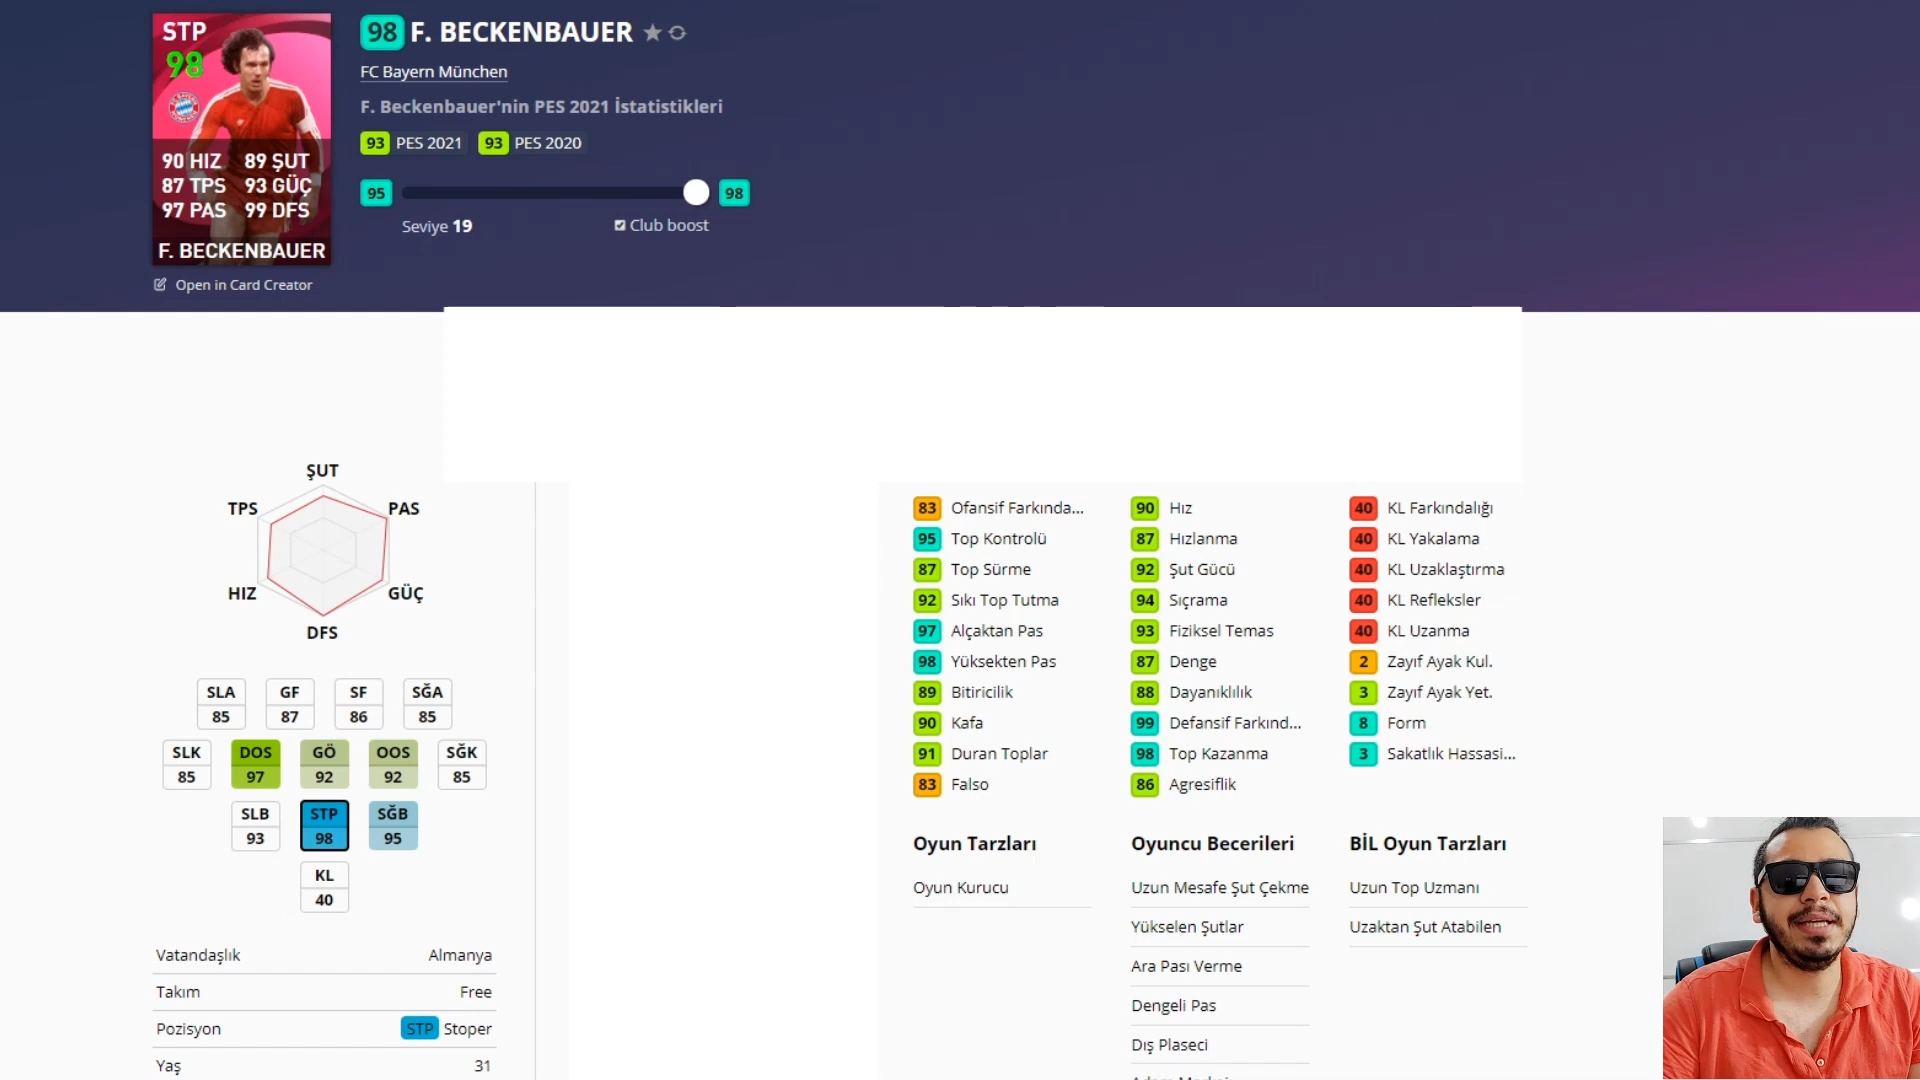 STP
98
90 HIZ 89 ŞUT
87 TPS 93 GÜÇ
97 PAS 99 DFS
F. BECKENBAUER
Open in Card Creator
98 F. BECKENBAUER
FC Bayern München
F. Beckenbauer'nin PES 2021 İstatistikleri
93 PES 2021 93 PES 2020
95 98
Seviye 19 Club boost
ŞUT
TPS PAS
HIZ GÜÇ
DFS
SLA GF SF SĞA
85 87 86 85
SLK DOS GÖ OOS SĞK
85 97 92 92 85
SLB STP SĞB
93 98 95
KL
40
Vatandaşlık Almanya
Takım Free
Pozisyon STP Stoper
Yaş 31
83 Ofansif Farkında...
95 Top Kontrolü
87 Top Sürme
92 Sıkı Top Tutma
97 Alçaktan Pas
98 Yüksekten Pas
89 Bitiricilik
90 Kafa
91 Duran Toplar
83 Falso
90 Hız
87 Hızlanma
92 Şut Gücü
94 Sıçrama
93 Fiziksel Temas
87 Denge
88 Dayanıklılık
99 Defansif Farkınd...
98 Top Kazanma
86 Agresiflik
40 KL Farkındalığı
40 KL Yakalama
40 KL Uzaklaştırma
40 KL Refleksler
40 KL Uzanma
2 Zayıf Ayak Kul.
3 Zayıf Ayak Yet.
8 Form
3 Sakatlık Hassasi...
Oyun Tarzları
Oyun Kurucu
Oyuncu Becerileri
Uzun Mesafe Şut Çekme
Yükselen Şutlar
Ara Pası Verme
Dengeli Pas
Dış Plaseci
BİL Oyun Tarzları
Uzun Top Uzmanı
Uzaktan Şut Atabilen